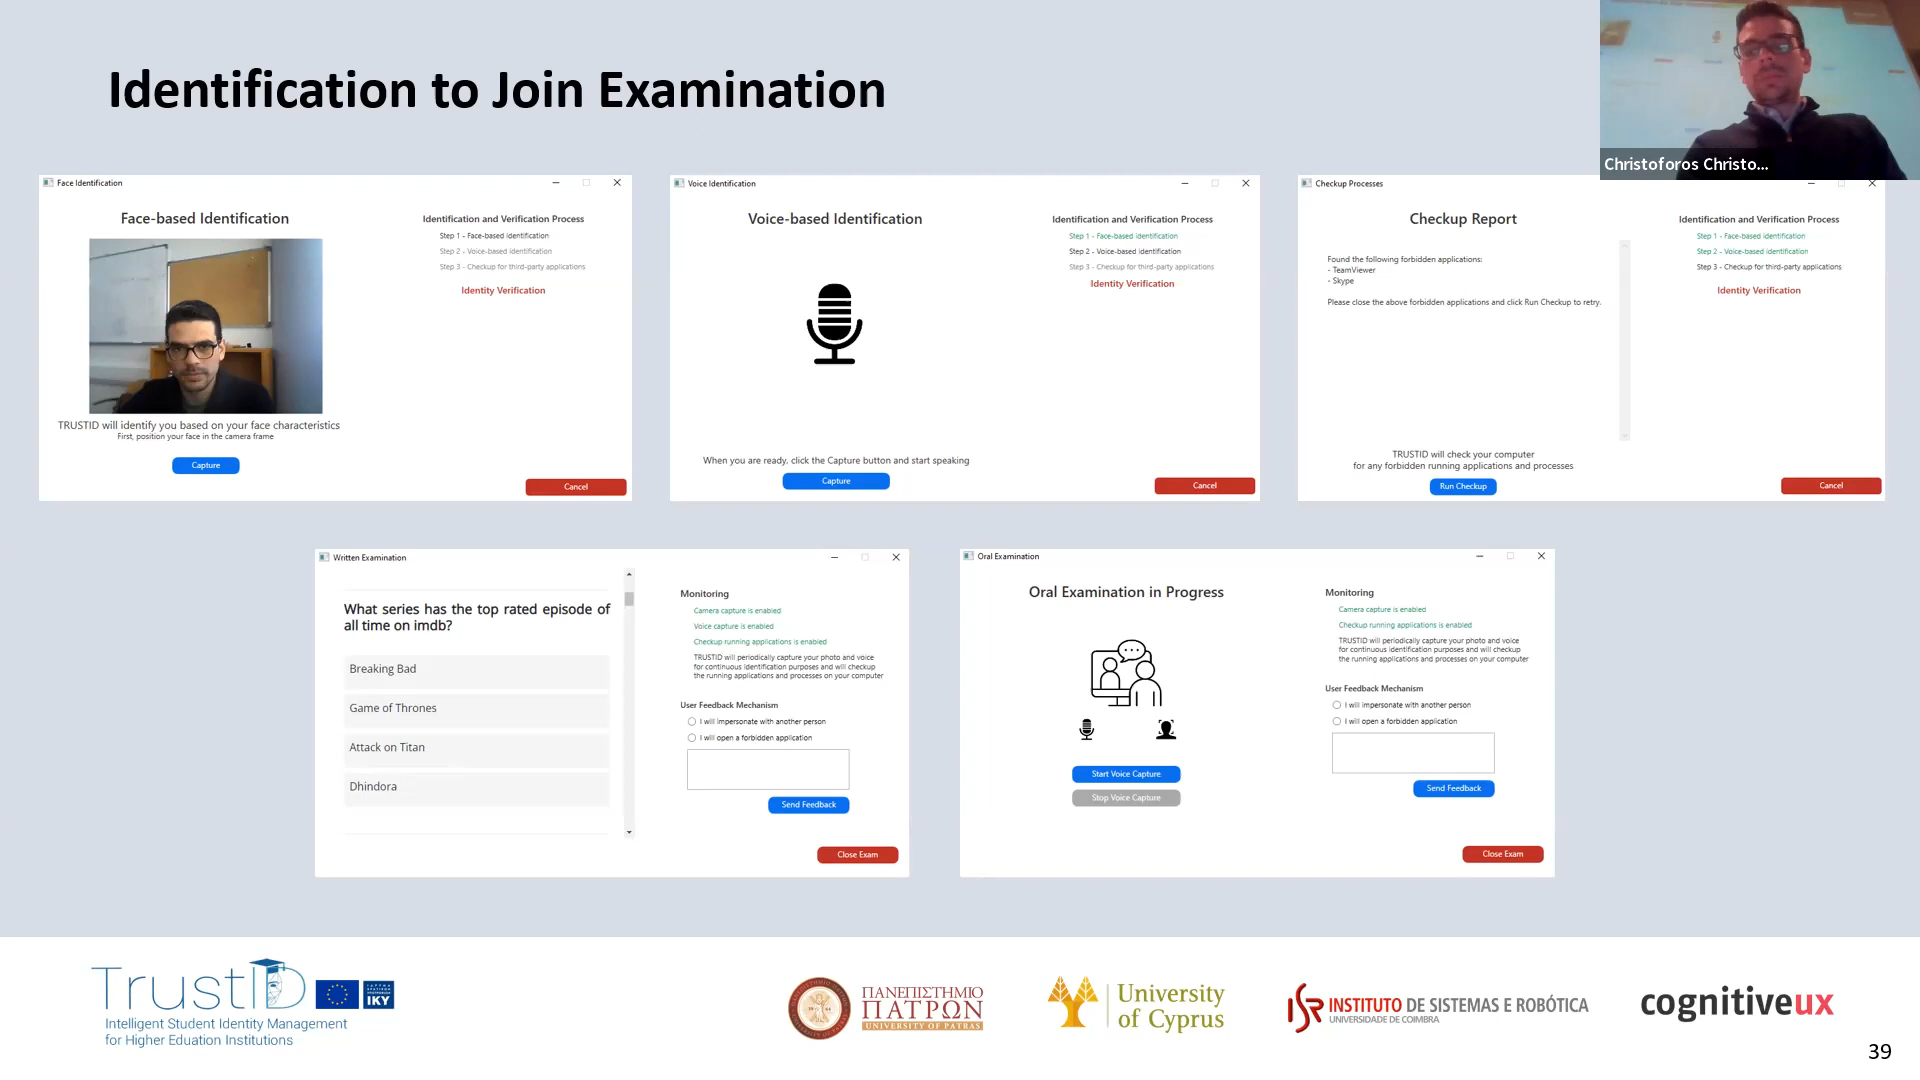 Identification to Join Examination
Christoforos Christo...
Face Identification
Face-based Identification
TRUSTID will identify you based on your face characteristics
First, position your face in the camera frame
Capture
Identification and Verification Process
Step 1 - Face-based identification
Step 2 - Voice-based identification
Step 3 - Checkup for third-party applications
Identity Verification
Cancel
Voice Identification
Voice-based Identification
When you are ready, click the Capture button and start speaking
Capture
Identification and Verification Process
Step 1 - Face-based identification
Step 2 - Voice-based identification
Step 3 - Checkup for third-party applications
Identity Verification
Cancel
Checkup Processes
Checkup Report
Found the following forbidden applications:
- TeamViewer
- Skype
Please close the above forbidden applications and click Run Checkup to retry.
TRUSTID will check your computer
for any forbidden running applications and processes
Run Checkup
Identification and Verification Process
Step 1 - Face-based identification
Step 2 - Voice-based identification
Step 3 - Checkup for third-party applications
Identity Verification
Cancel
Written Examination
What series has the top rated episode of
all time on imdb?
Breaking Bad
Game of Thrones
Attack on Titan
Dhindora
Monitoring
Camera capture is enabled
Voice capture is enabled
Checkup running applications is enabled
TRUSTID will periodically capture your photo and voice
for continuous identification purposes and will checkup
the running applications and processes on your computer
User Feedback Mechanism
I will impersonate with another person
I will open a forbidden application
Send Feedback
Close Exam
Oral Examination
Oral Examination in Progress
Start Voice Capture
Stop Voice Capture
Monitoring
Camera capture is enabled
Checkup running applications is enabled
TRUSTID will periodically capture your photo and voice
for continuous identification purposes and will checkup
the running applications and processes on your computer
User Feedback Mechanism
I will impersonate with another person
I will open a forbidden application
Send Feedback
Close Exam
TrustID
IKY
Intelligent Student Identity Management
for Higher Eduation Institutions
ΠΑΝΕΠΙΣΤΗΜΙΟ
ΠΑΤΡΩΝ
UNIVERSITY OF PATRAS
University
of Cyprus
ISR INSTITUTO DE SISTEMAS E ROBÓTICA
UNIVERSIDADE DE COIMBRA
cognitiveux
39